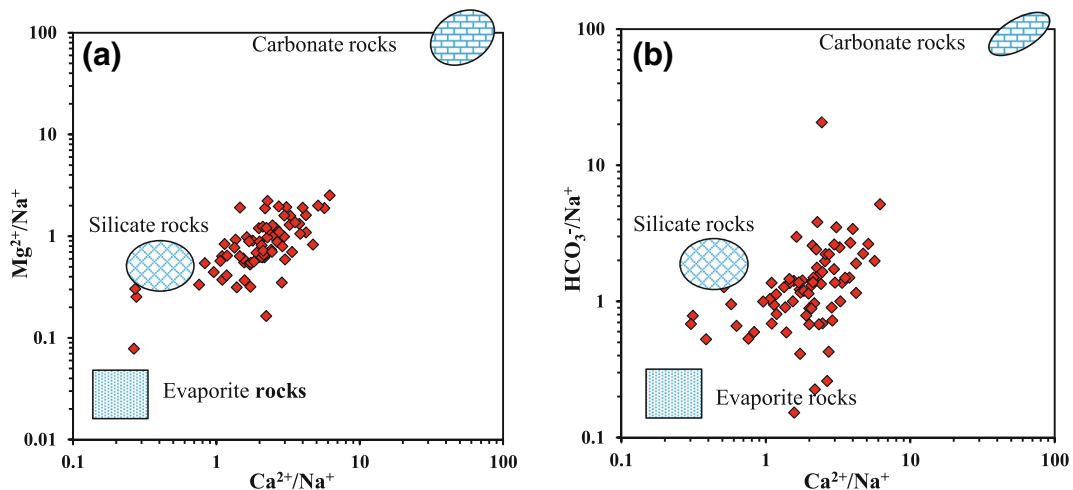 (a)
Carbonate rocks
Silicate rocks
Evaporite rocks
100
10
1
0.1
0.01
Mg²⁺/Na⁺
0.1
1
10
100
Ca²⁺/Na⁺
(b)
Carbonate rocks
Silicate rocks
Evaporite rocks
100
10
1
0.1
HCO₃⁻/Na⁺
0.1
1
10
100
Ca²⁺/Na⁺